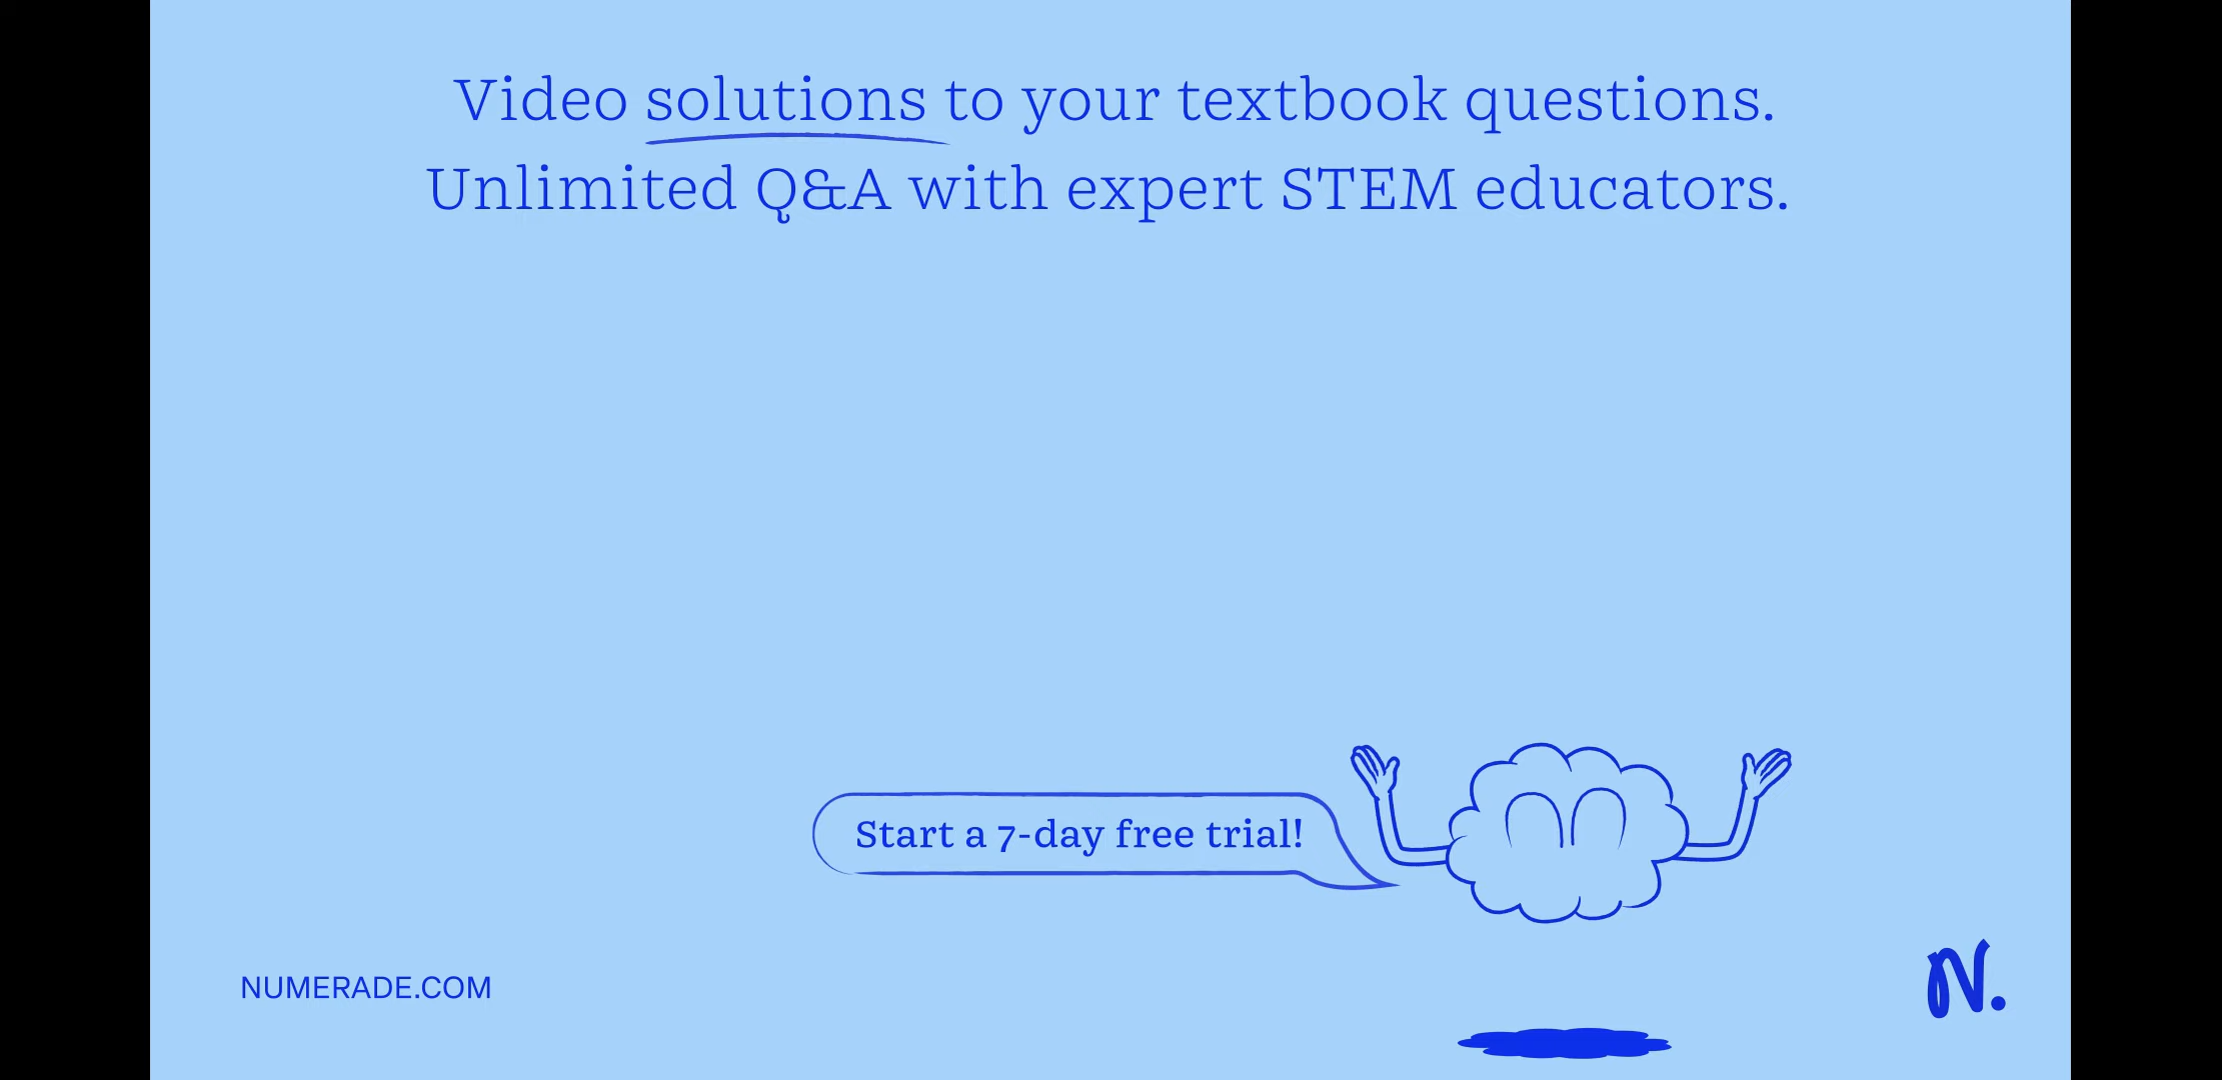 Video solutions to your textbook questions.
Unlimited Q&A with expert STEM educators.
Start a 7-day free trial!
NUMERADE.COM
N.